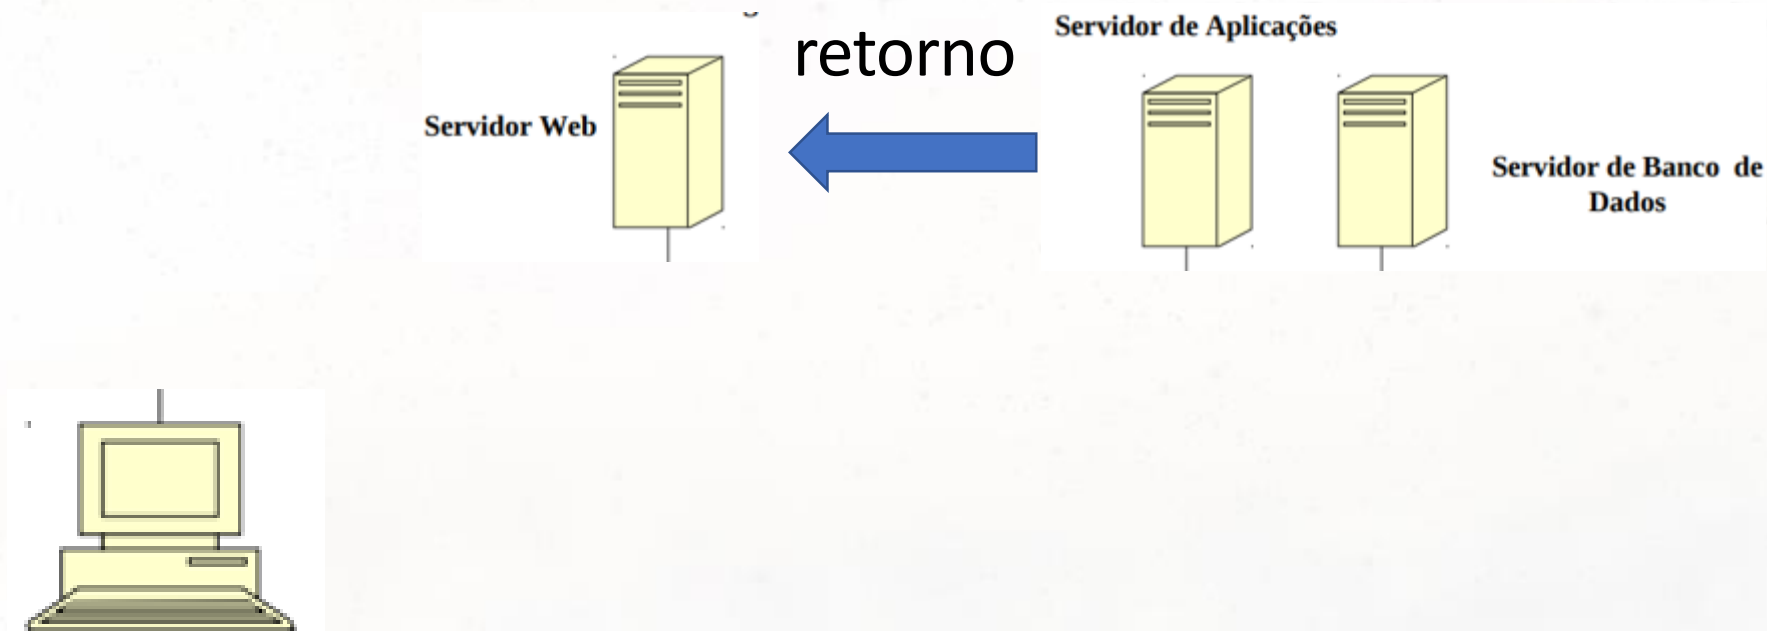 retorno
Servidor de Aplicações
Servidor Web
Servidor de Banco de
Dados